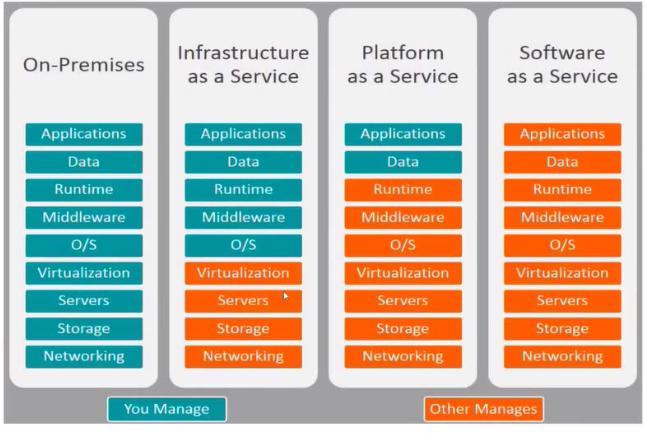 On-Premises
Applications
Data
Runtime
Middleware
O/S
Virtualization
Servers
Storage
Networking
Infrastructure
as a Service
Applications
Data
Runtime
Middleware
O/S
Virtualization
Servers
Storage
Networking
Platform
as a Service
Applications
Data
Runtime
Middleware
O/S
Virtualization
Servers
Storage
Networking
Software
as a Service
Applications
Data
Runtime
Middleware
O/S
Virtualization
Servers
Storage
Networking
You Manage
Other Manages